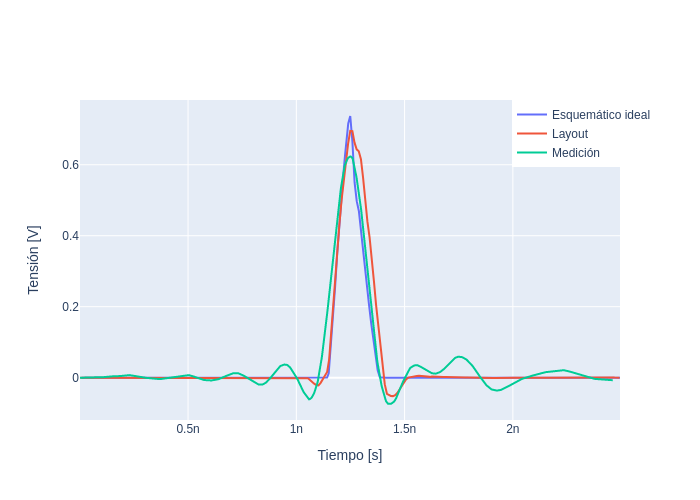 Esquemático ideal
Layout
Medición
0.6
0.4
0.2
0
Tensión [V]
0.5n
1n
1.5n
2n
Tiempo [s]